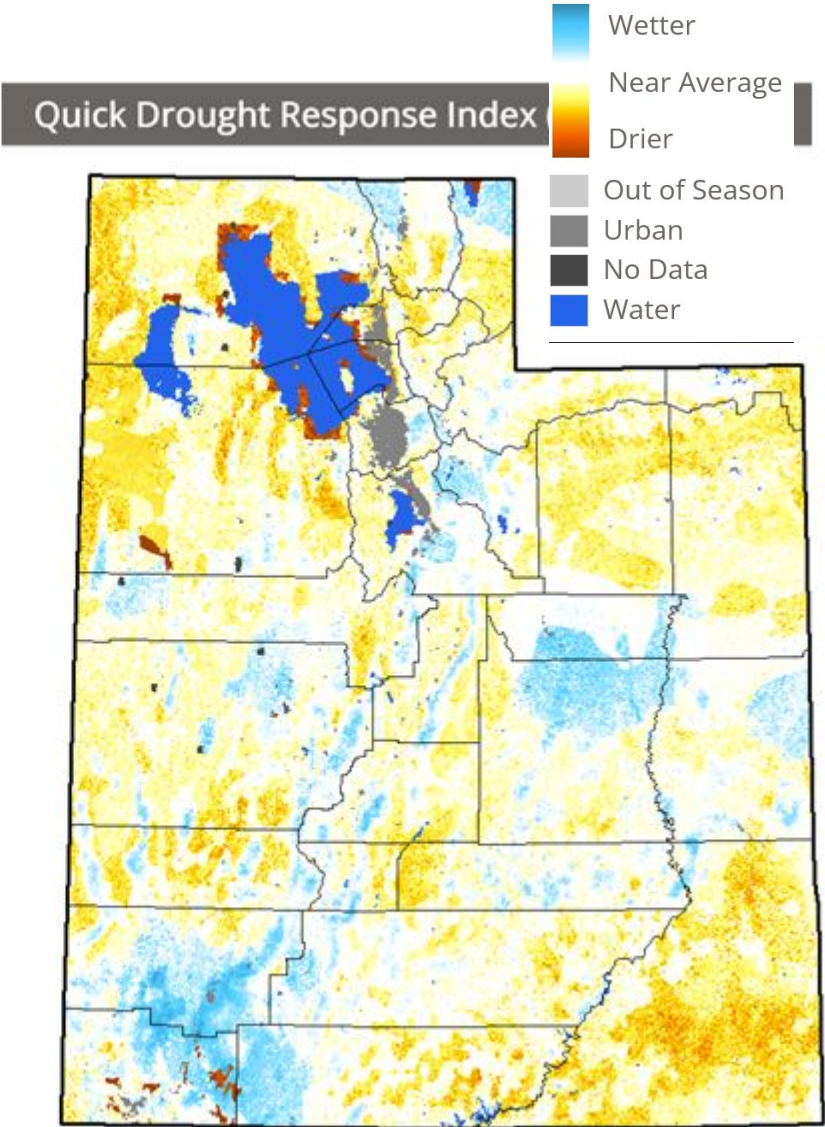 Wetter
Near Average
Quick Drought Response Index (
Drier
Out of Season
Urban
No Data
Water